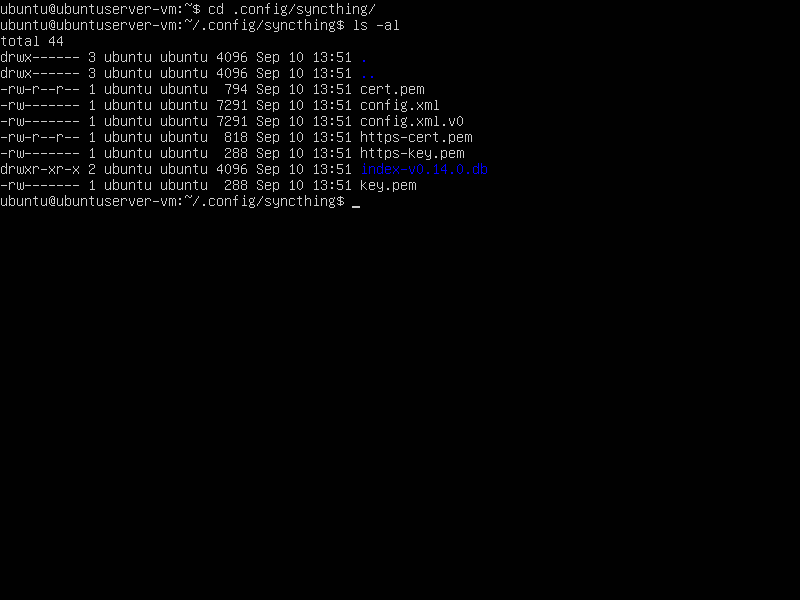 ubuntu@ubuntuserver-vm:~$ cd .config/syncthing/
ubuntu@ubuntuserver-vm:~/.config/syncthing$ ls -al
total 44
drwx------ 3 ubuntu ubuntu 4096 Sep 10 13:51 .
drwx------ 3 ubuntu ubuntu 4096 Sep 10 13:51 ..
-rw-r--r-- 1 ubuntu ubuntu  794 Sep 10 13:51 cert.pem
-rw------- 1 ubuntu ubuntu 7291 Sep 10 13:51 config.xml
-rw------- 1 ubuntu ubuntu 7291 Sep 10 13:51 config.xml.v0
-rw-r--r-- 1 ubuntu ubuntu  818 Sep 10 13:51 https-cert.pem
-rw------- 1 ubuntu ubuntu  288 Sep 10 13:51 https-key.pem
drwxr-xr-x 2 ubuntu ubuntu 4096 Sep 10 13:51 index-v0.14.0.db
-rw------- 1 ubuntu ubuntu  288 Sep 10 13:51 key.pem
ubuntu@ubuntuserver-vm:~/.config/syncthing$ _